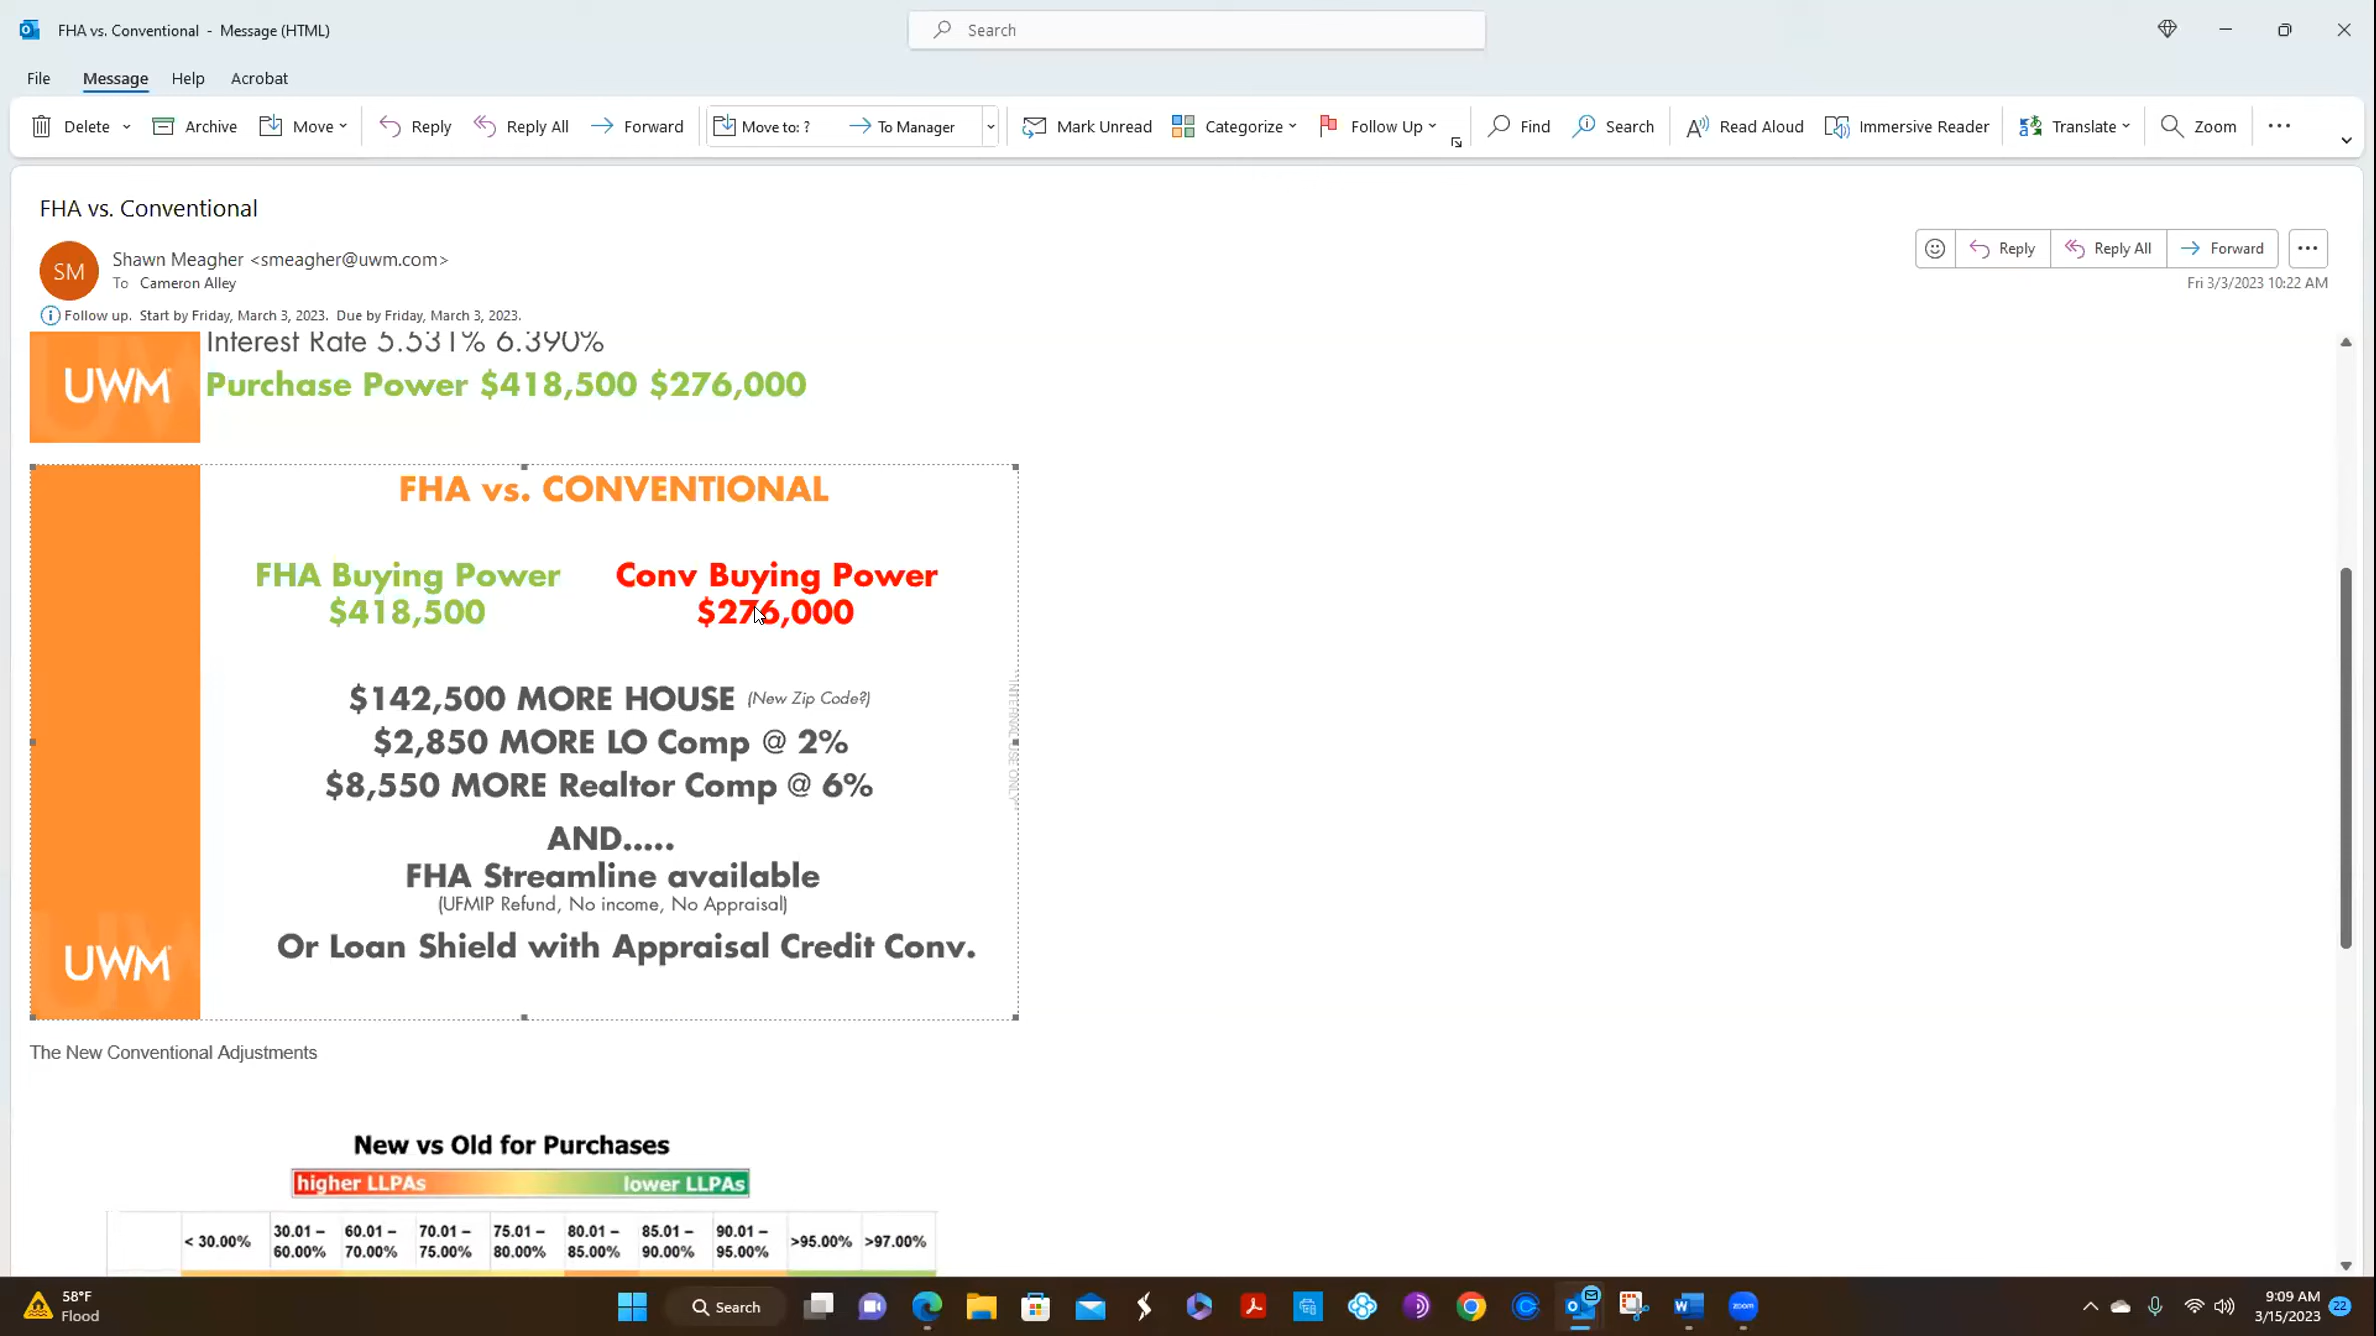 FHA vs. Conventional - Message (HTML)
Search
File Message Help Acrobat
Delete Archive Move Reply Reply All Forward Move to: ? To Manager Mark Unread Categorize Follow Up Find Search Read Aloud Immersive Reader Translate Zoom ...
FHA vs. Conventional
SM
Shawn Meagher <smeagher@uwm.com>
To Cameron Alley
Reply Reply All Forward ...
Fri 3/3/2023 10:22 AM
Follow up. Start by Friday, March 3, 2023. Due by Friday, March 3, 2023.
Interest Rate 5.531% 6.390%
UWM
Purchase Power $418,500 $276,000
FHA vs. CONVENTIONAL
FHA Buying Power Conv Buying Power
$418,500 $276,000
$142,500 MORE HOUSE (New Zip Code?)
$2,850 MORE LO Comp @ 2%
$8,550 MORE Realtor Comp @ 6%
AND.....
FHA Streamline available
(UFMIP Refund, No income, No Appraisal)
Or Loan Shield with Appraisal Credit Conv.
UWM
INTERNAL USE ONLY
The New Conventional Adjustments
New vs Old for Purchases
higher LLPAs lower LLPAs
< 30.00% 30.01 – 60.00% 60.01 – 70.00% 70.01 – 75.00% 75.01 – 80.00% 80.01 – 85.00% 85.01 – 90.00% 90.01 – 95.00% >95.00% >97.00%
58°F
Flood
Search
zoom
9:09 AM
3/15/2023
22